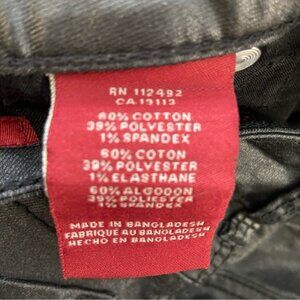 RN 112492
CA 19113
60% COTTON
39% POLYESTER
1% SPANDEX
60% COTON
39% POLYESTER
1% ELASTHANE
60% ALGODON
39% POLIESTER
1% SPANDEX
MADE IN BANGLADESH
FABRIQUE AU BANGLADESH
HECHO EN BANGLADESH